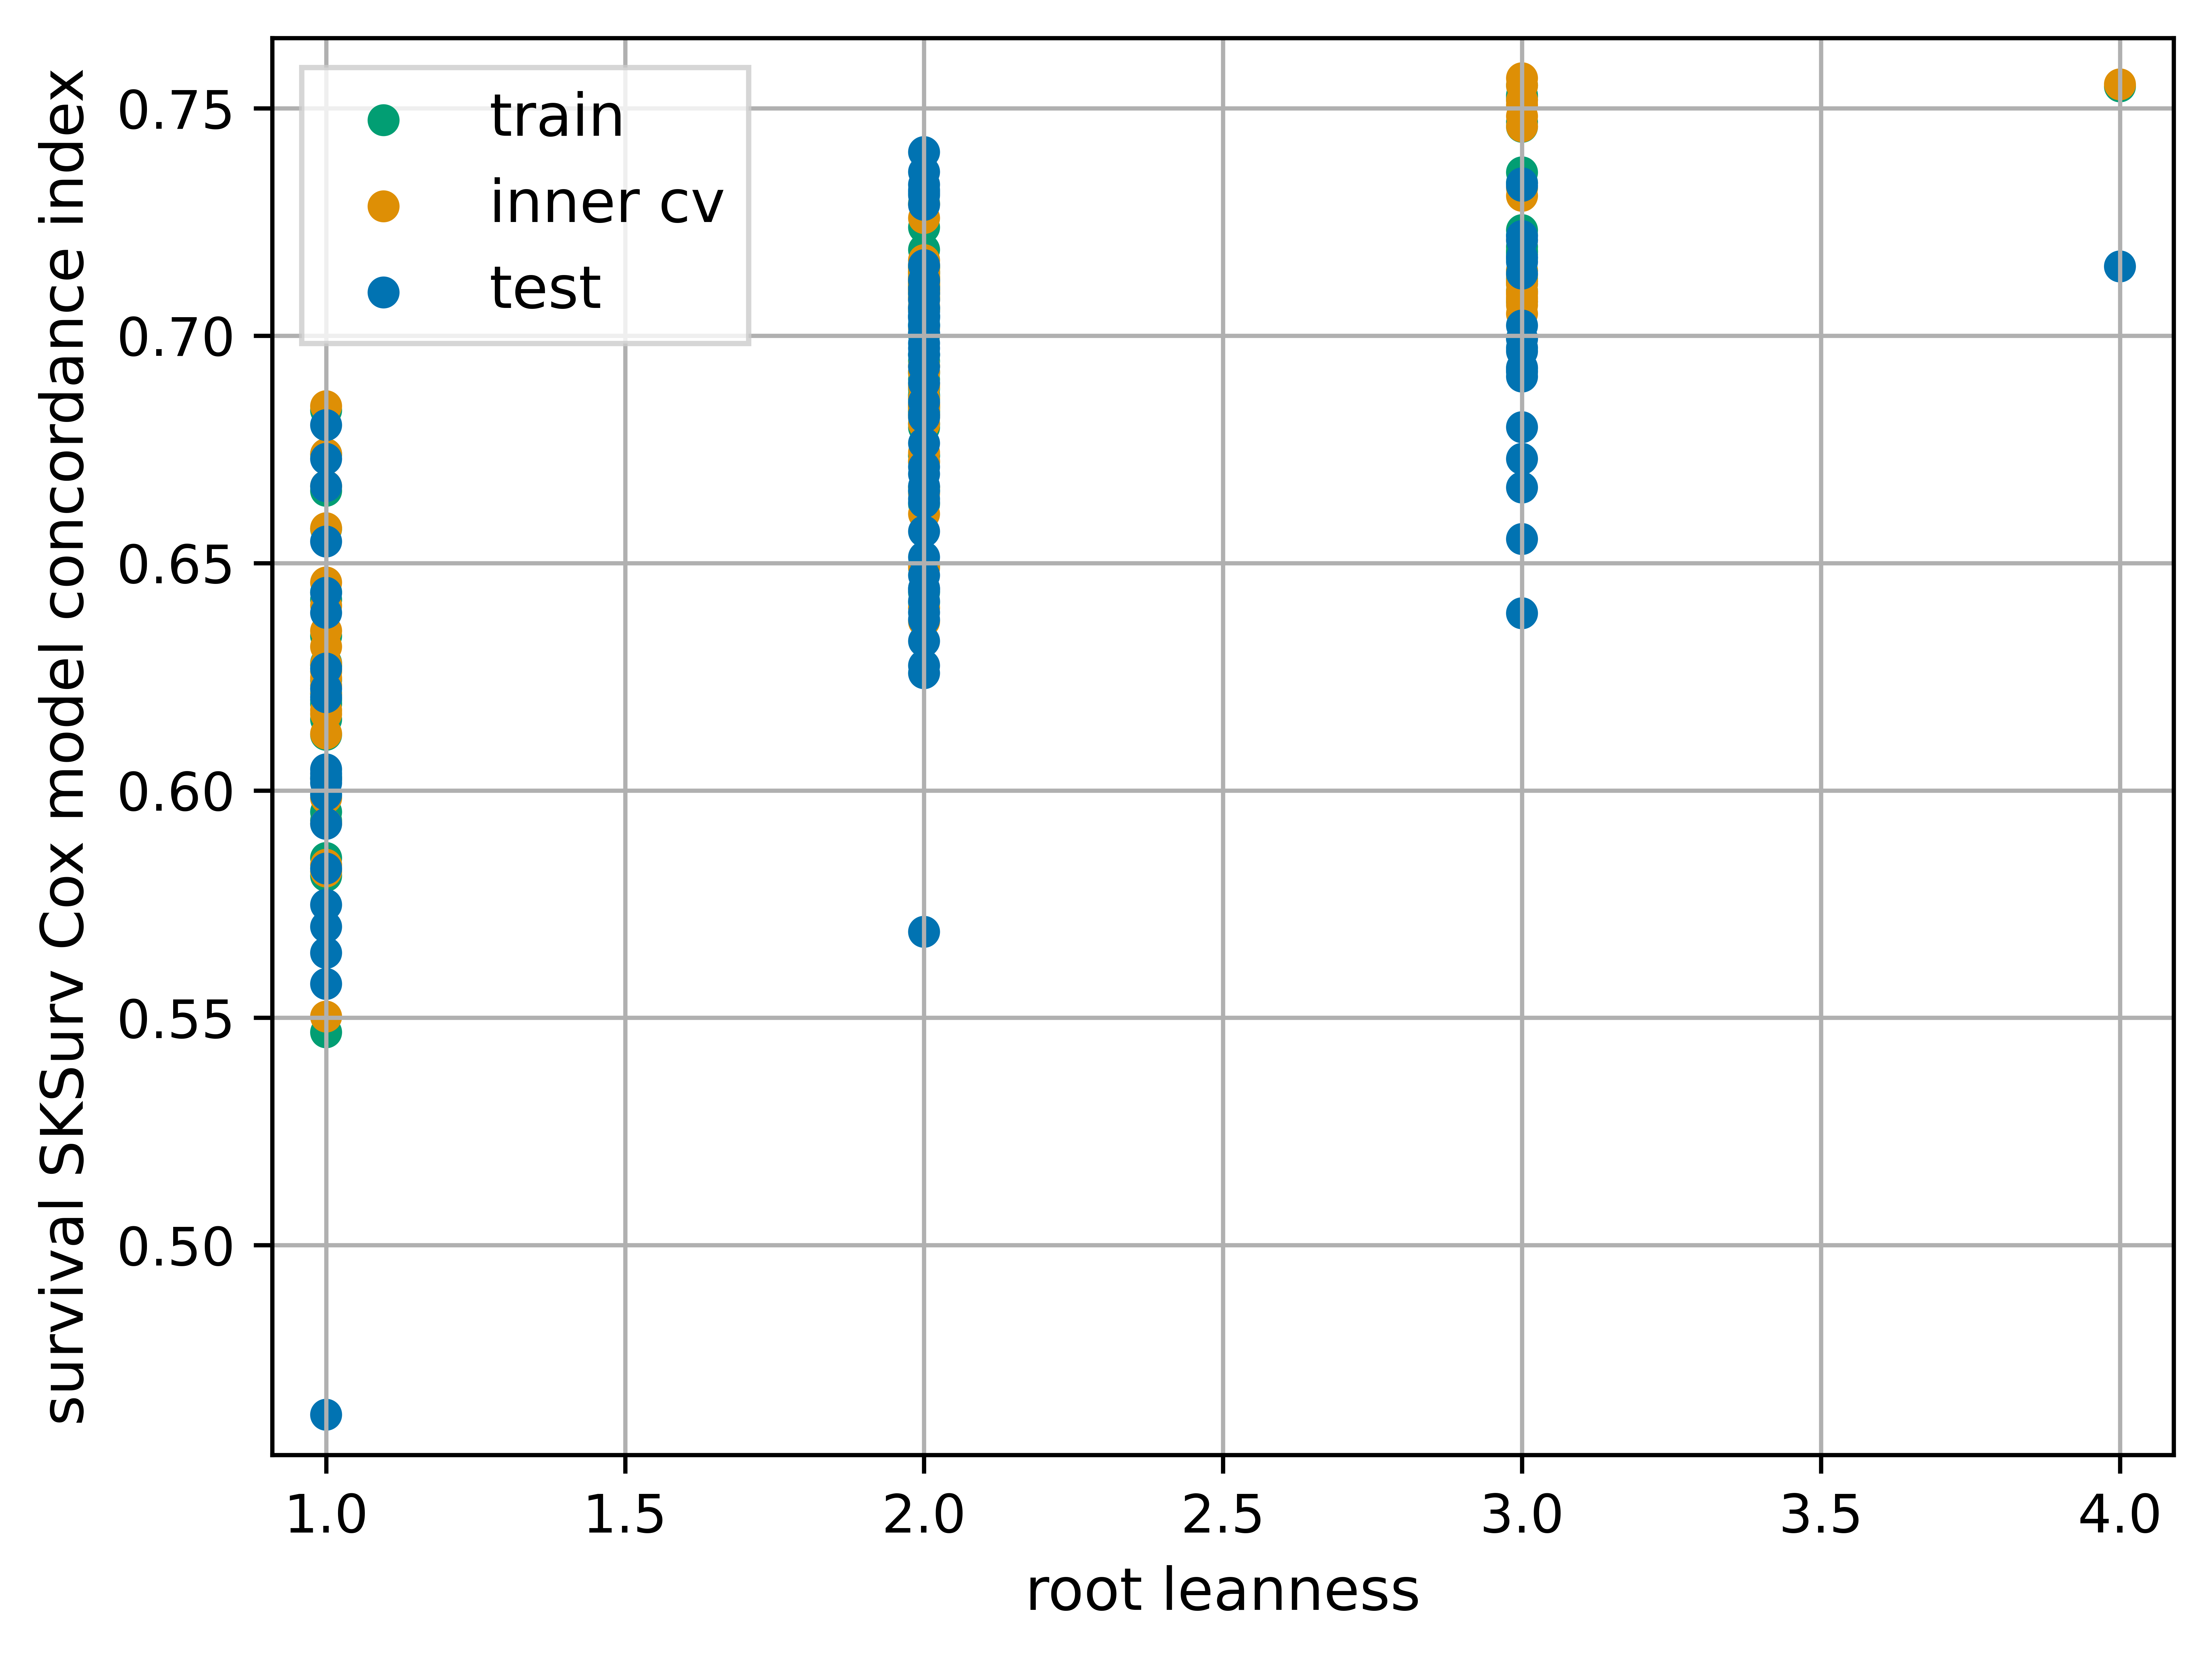 train
inner cv
test
survival SKSurv Cox model concordance index
0.75
0.70
0.65
0.60
0.55
0.50
1.0 1.5 2.0 2.5 3.0 3.5 4.0
root leanness